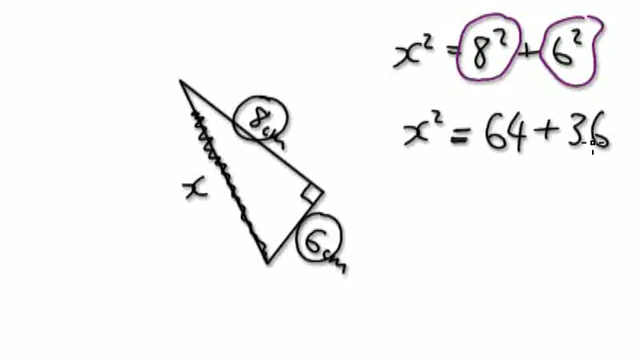 x² = 8² + 6²
x² = 64 + 36
8cm
x
6cm